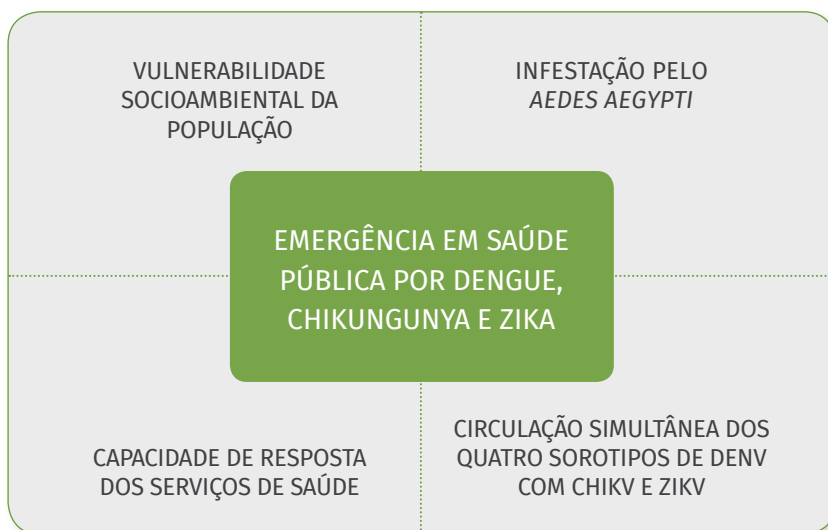 VULNERABILIDADE
SOCIOAMBIENTAL DA
POPULAÇÃO
INFESTAÇÃO PELO
AEDES AEGYPTI
EMERGÊNCIA EM SAÚDE
PÚBLICA POR DENGUE,
CHIKUNGUNYA E ZIKA
CAPACIDADE DE RESPOSTA
DOS SERVIÇOS DE SAÚDE
CIRCULAÇÃO SIMULTÂNEA DOS
QUATRO SOROTIPOS DE DENV
COM CHIKV E ZIKV